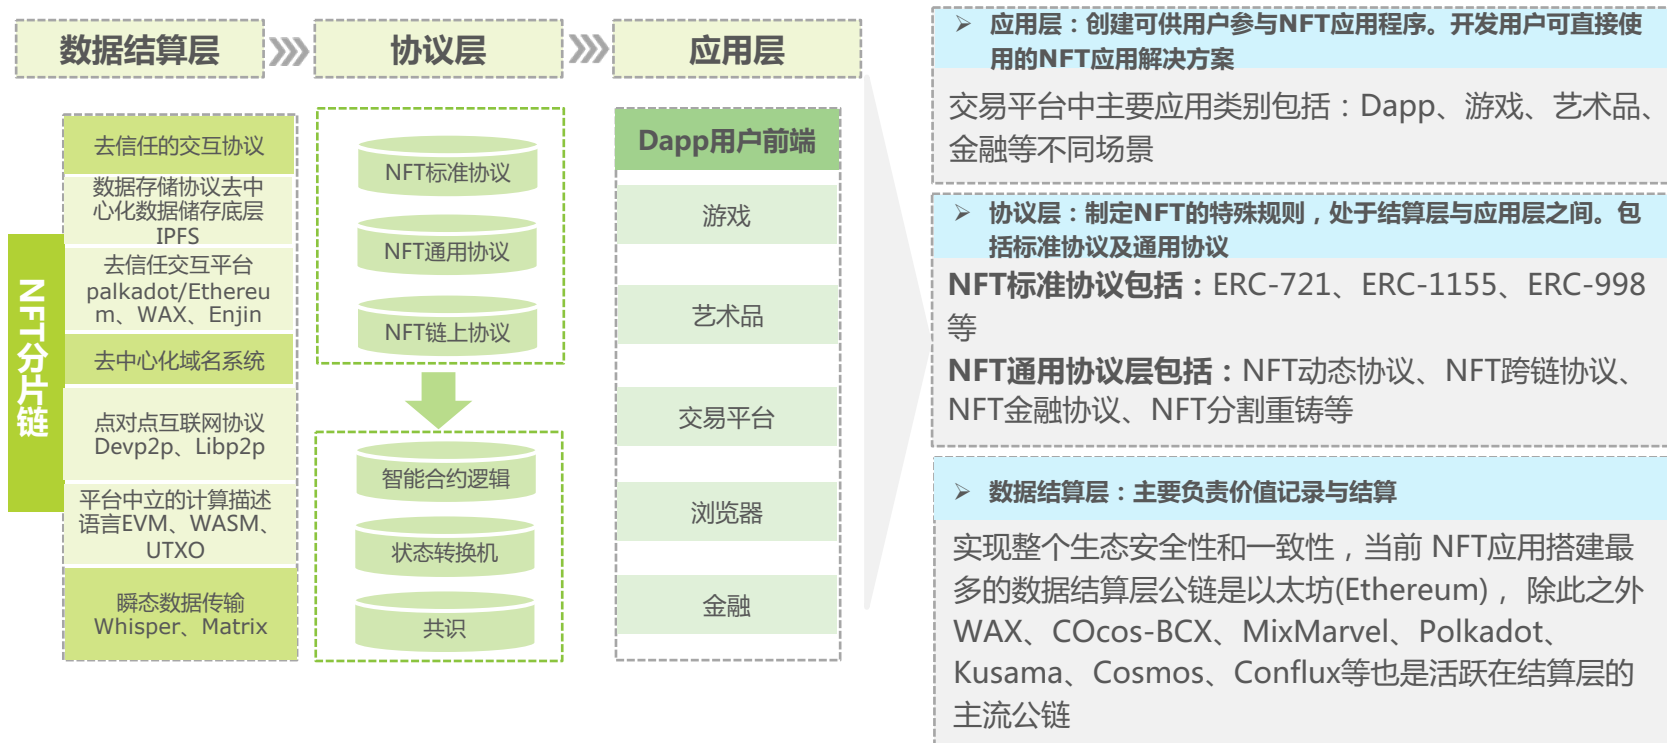 数据结算层
协议层
应用层
NFT分片链
去信任的交互协议
数据存储协议去中
心化数据储存底层
IPFS
去信任交互平台
palkadot/Ethereu
m、WAX、Enjin
去中心化域名系统
点对点互联网协议
Devp2p、Libp2p
平台中立的计算描述
语言EVM、WASM、
UTXO
瞬态数据传输
Whisper、Matrix
NFT标准协议
NFT通用协议
NFT链上协议
智能合约逻辑
状态转换机
共识
Dapp用户前端
游戏
艺术品
交易平台
浏览器
金融
➢ 应用层：创建可供用户参与NFT应用程序。开发用户可直接使
用的NFT应用解决方案
交易平台中主要应用类别包括：Dapp、游戏、艺术品、
金融等不同场景
➢ 协议层：制定NFT的特殊规则，处于结算层与应用层之间。包
括标准协议及通用协议
NFT标准协议包括：ERC-721、ERC-1155、ERC-998
等
NFT通用协议层包括：NFT动态协议、NFT跨链协议、
NFT金融协议、NFT分割重铸等
➢ 数据结算层：主要负责价值记录与结算
实现整个生态安全性和一致性，当前 NFT应用搭建最
多的数据结算层公链是以太坊(Ethereum)， 除此之外
WAX、COcos-BCX、MixMarvel、Polkadot、
Kusama、Cosmos、Conflux等也是活跃在结算层的
主流公链